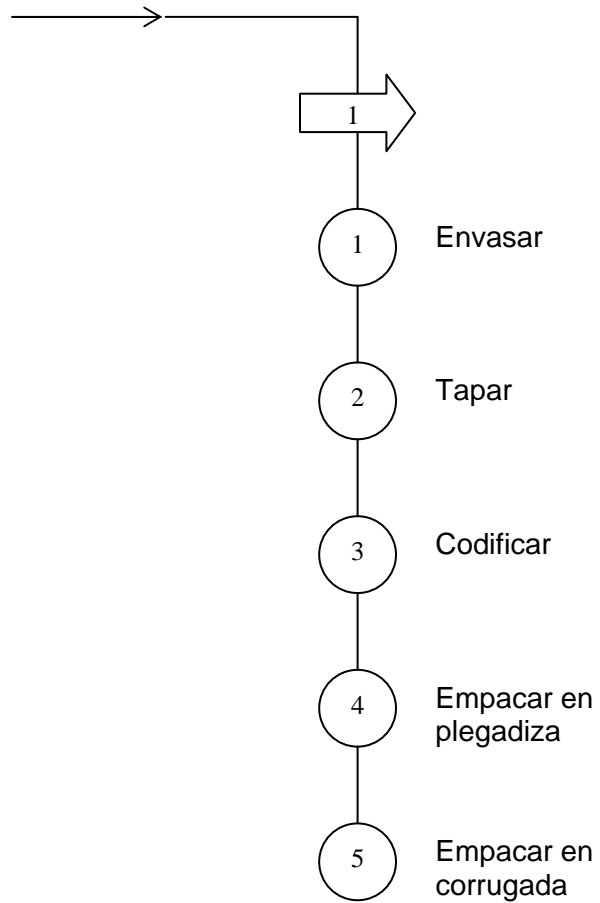 1
1 Envasar
2 Tapar
3 Codificar
4 Empacar en
plegadiza
5 Empacar en
corrugada